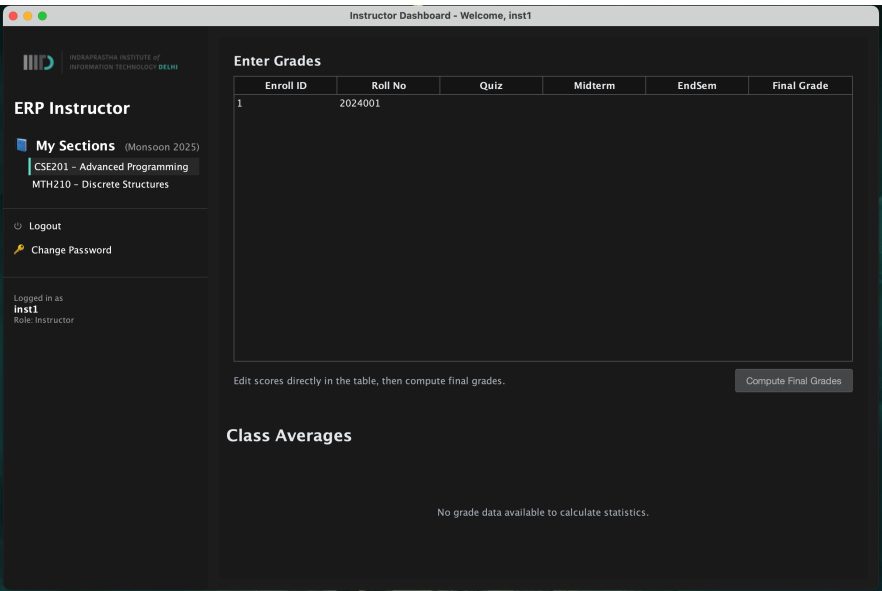 Instructor Dashboard - Welcome, inst1
INDRAPRASTHA INSTITUTE of
INFORMATION TECHNOLOGY DELHI
ERP Instructor
My Sections (Monsoon 2025)
CSE201 – Advanced Programming
MTH210 – Discrete Structures
Logout
Change Password
Logged in as
inst1
Role: Instructor
Enter Grades
Enroll ID Roll No Quiz Midterm EndSem Final Grade
1 2024001
Edit scores directly in the table, then compute final grades.
Compute Final Grades
Class Averages
No grade data available to calculate statistics.